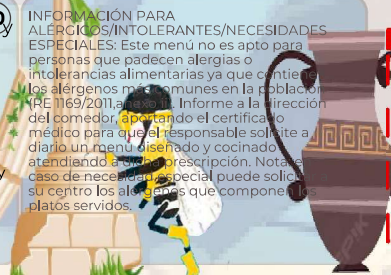 INFORMACIÓN PARA
ALÉRGICOS/INTOLERANTES/NECESIDADES
ESPECIALES: Este menú no es apto para
personas que padecen alergias o
intolerancias alimentarias ya que contiene
los alérgenos más comunes en la población
(RE 1169/2011, anexo II). Informe a la dirección
del comedor, aportando el certificado
médico para que el responsable solicite a
diario un menú diseñado y cocinado
atendiendo a dicha prescripción. Nota: en
caso de necesidad especial puede solicitar
su centro los alérgenos que componen los
platos servidos.